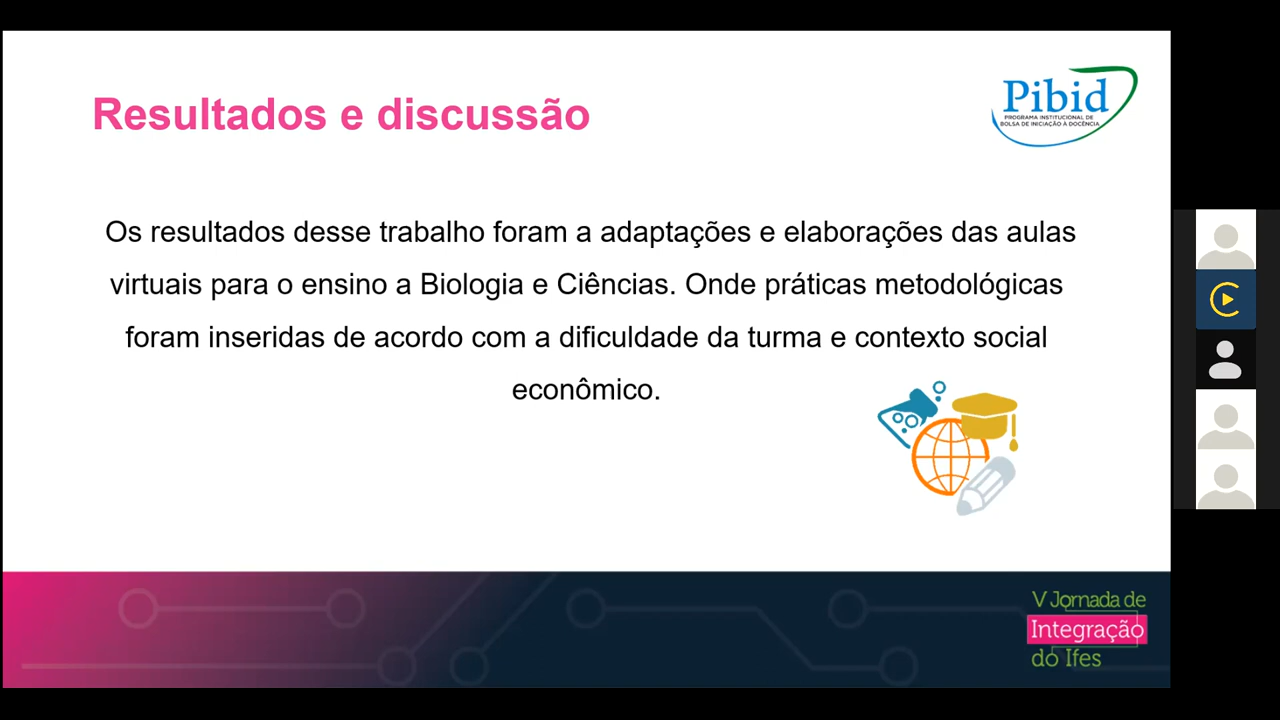 Resultados e discussão
Pibid
PROGRAMA INSTITUCIONAL DE
BOLSA DE INICIAÇÃO À DOCÊNCIA
Os resultados desse trabalho foram a adaptações e elaborações das aulas
virtuais para o ensino a Biologia e Ciências. Onde práticas metodológicas
foram inseridas de acordo com a dificuldade da turma e contexto social
econômico.
V Jornada de
Integração
do Ifes